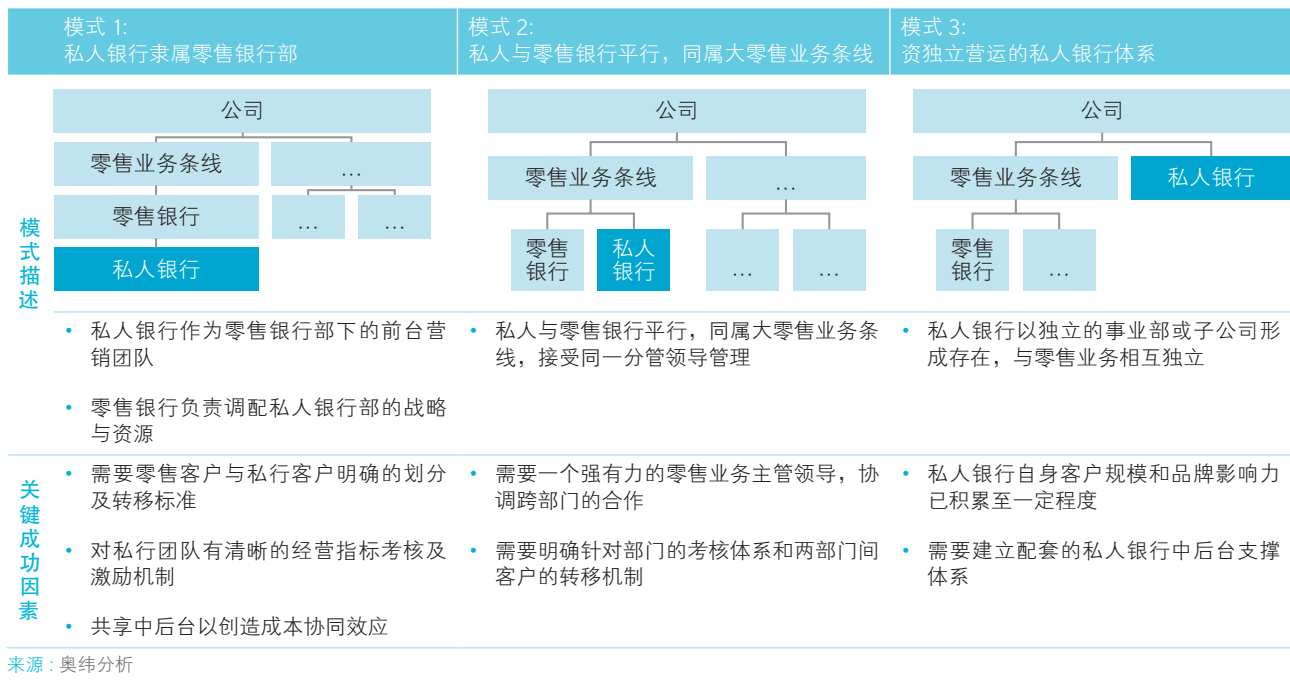 模式 1:
私人银行隶属零售银行部
模式 2:
私人与零售银行平行，同属大零售业务条线
模式 3:
资独立营运的私人银行体系
模式描述
公司
零售业务条线
...
零售银行
...
...
私人银行
公司
零售业务条线
...
零售
银行
私人
银行
...
...
公司
零售业务条线
私人银行
零售
银行
...
• 私人银行作为零售银行部下的前台营
销团队
• 零售银行负责调配私人银行部的战略
与资源
• 私人与零售银行平行，同属大零售业务条
线，接受同一分管领导管理
• 私人银行以独立的事业部或子公司形
成存在，与零售业务相互独立
关键成功因素
• 需要零售客户与私行客户明确的划分
及转移标准
• 对私行团队有清晰的经营指标考核及
激励机制
• 共享中后台以创造成本协同效应
• 需要一个强有力的零售业务主管领导，协
调跨部门的合作
• 需要明确针对部门的考核体系和两部门间
客户的转移机制
• 私人银行自身客户规模和品牌影响力
已积累至一定程度
• 需要建立配套的私人银行中后台支撑
体系
来源 : 奥纬分析